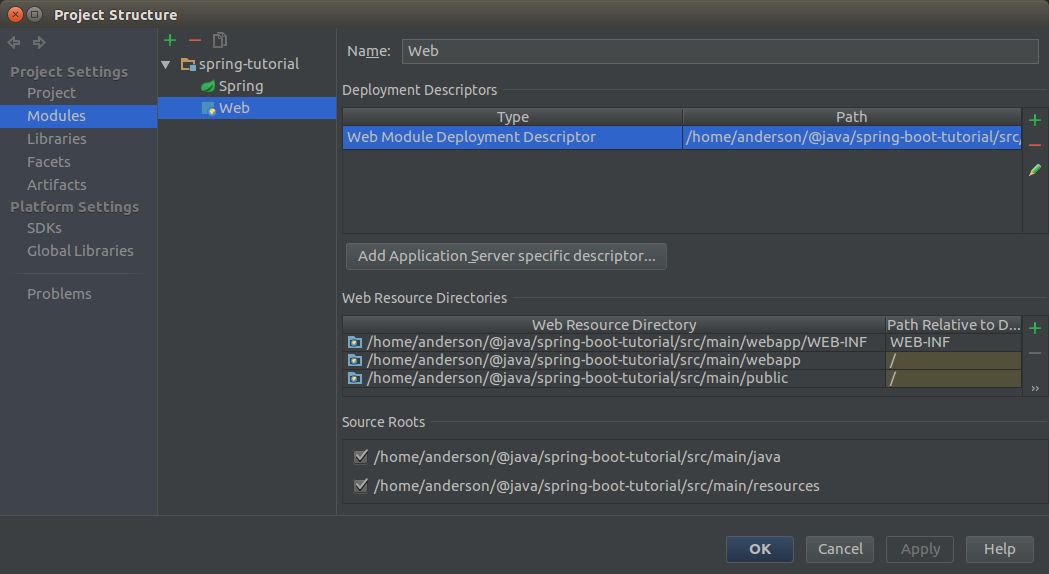 Project Structure
Project Settings
Project
Modules
Libraries
Facets
Artifacts
Platform Settings
SDKs
Global Libraries
Problems
spring-tutorial
Spring
Web
Name: Web
Deployment Descriptors
Type Path
Web Module Deployment Descriptor /home/anderson/@java/spring-boot-tutorial/src/
Add Application Server specific descriptor...
Web Resource Directories
Web Resource Directory Path Relative to D...
/home/anderson/@java/spring-boot-tutorial/src/main/webapp/WEB-INF WEB-INF
/home/anderson/@java/spring-boot-tutorial/src/main/webapp /
/home/anderson/@java/spring-boot-tutorial/src/main/public /
Source Roots
/home/anderson/@java/spring-boot-tutorial/src/main/java
/home/anderson/@java/spring-boot-tutorial/src/main/resources
OK Cancel Apply Help